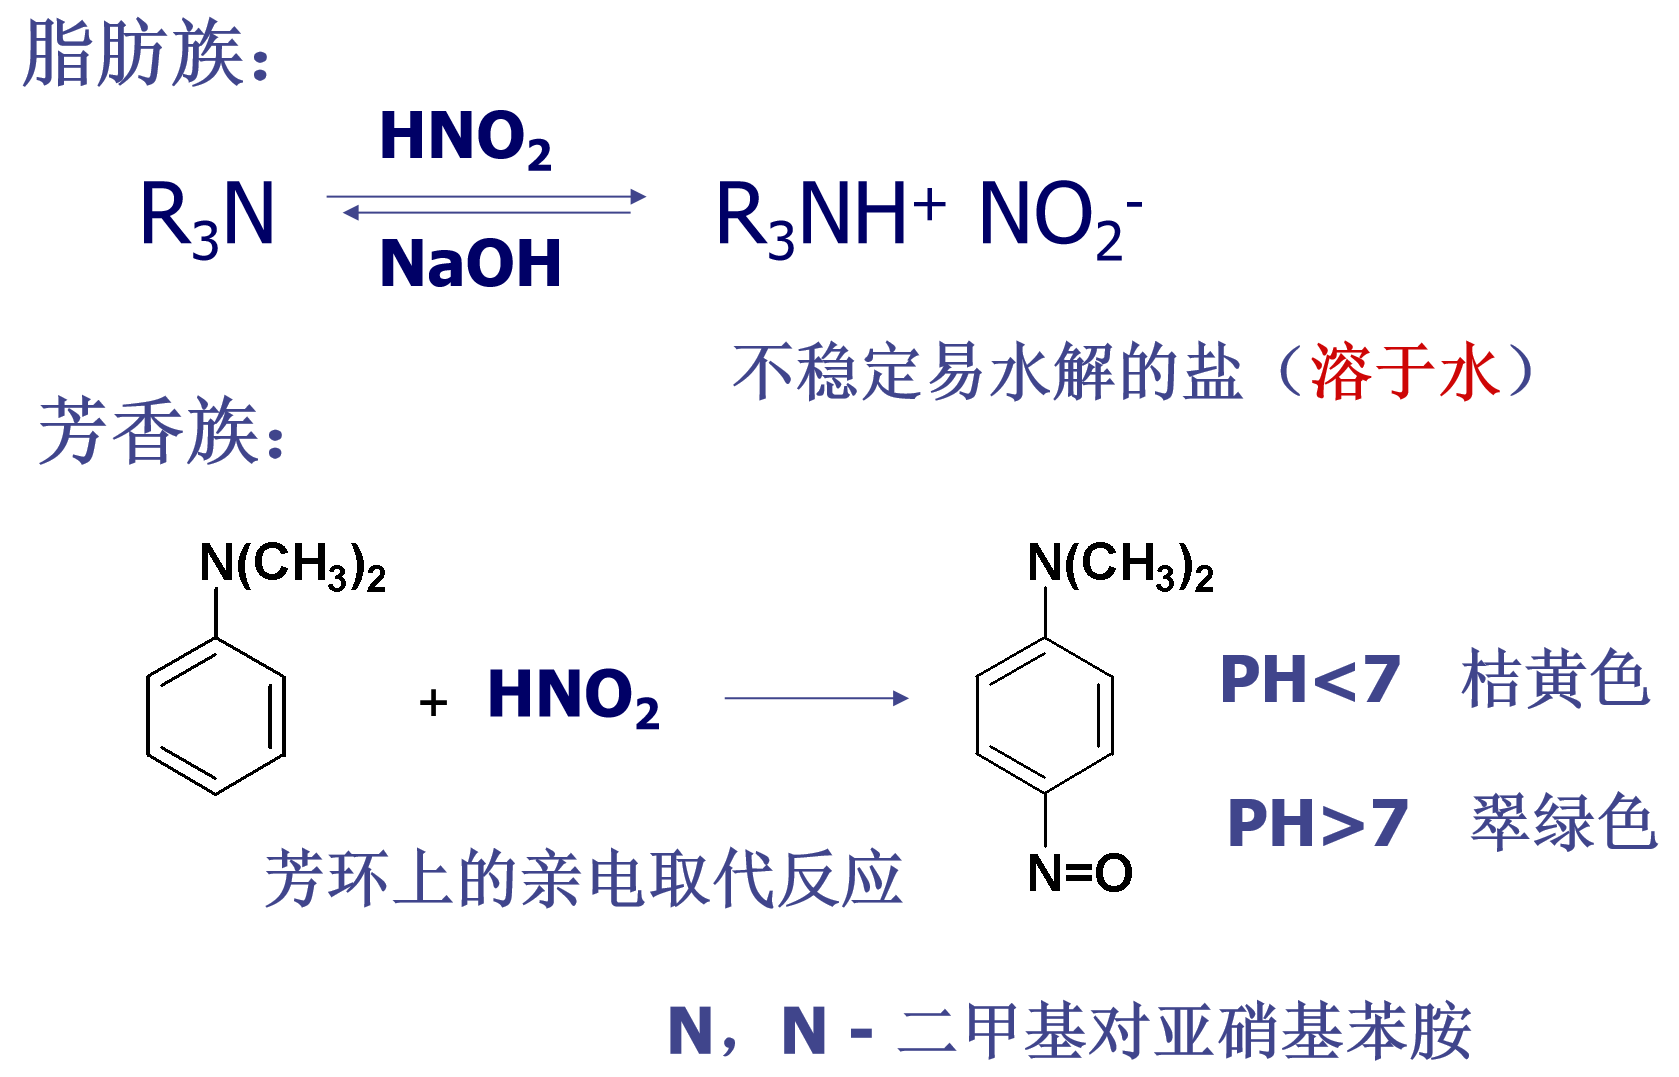 脂肪族：
HNO₂
R₃N
R₃NH⁺ NO₂⁻
NaOH
不稳定易水解的盐（溶于水）
芳香族：
N(CH₃)₂
+ HNO₂
N(CH₃)₂
PH<7 桔黄色
PH>7 翠绿色
N=O
芳环上的亲电取代反应
N，N - 二甲基对亚硝基苯胺